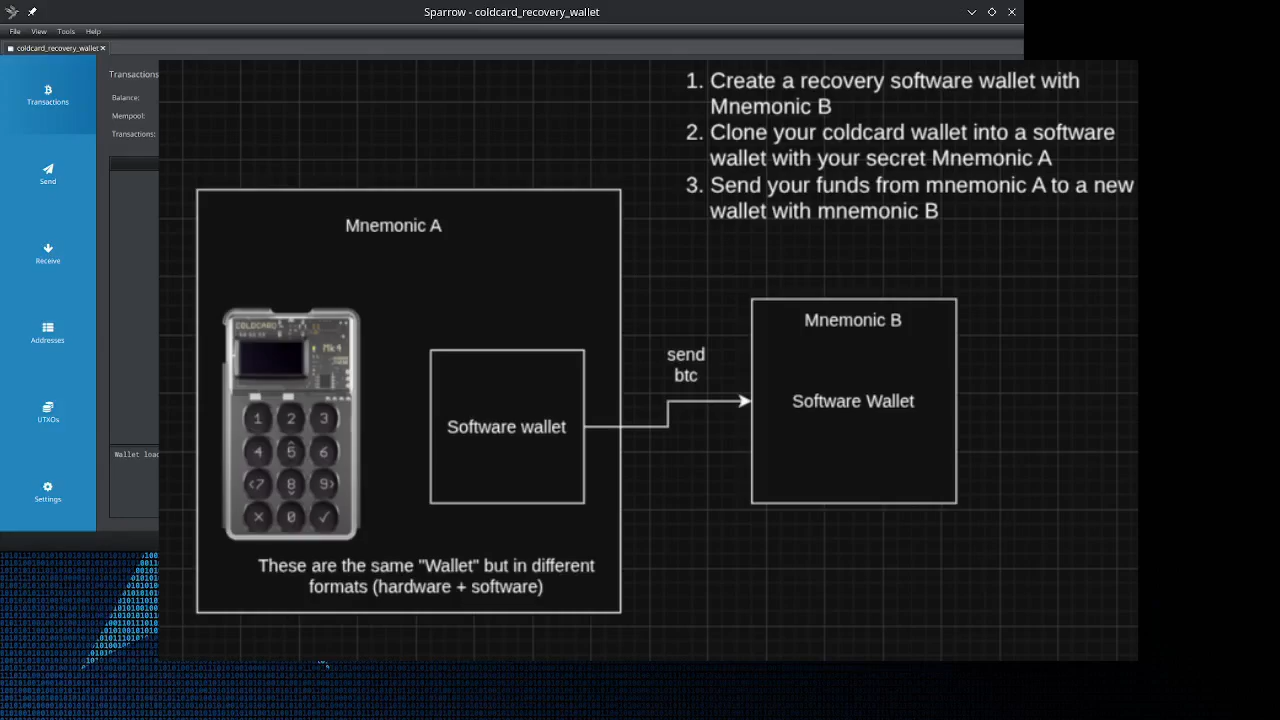 Sparrow - coldcard_recovery_wallet
File View Tools Help
coldcard_recovery_wallet
Transactions
Send
Receive
Addresses
UTXOs
Settings
Transactions
Balance:
Mempool:
Transactions:
Wallet load
1. Create a recovery software wallet with
Mnemonic B
2. Clone your coldcard wallet into a software
wallet with your secret Mnemonic A
3. Send your funds from mnemonic A to a new
wallet with mnemonic B
Mnemonic A
COLDCARD
Mk4
1 2 3
4 5 6
<7 8 9>
X 0 ✓
Software wallet
These are the same "Wallet" but in different
formats (hardware + software)
send
btc
Mnemonic B
Software Wallet